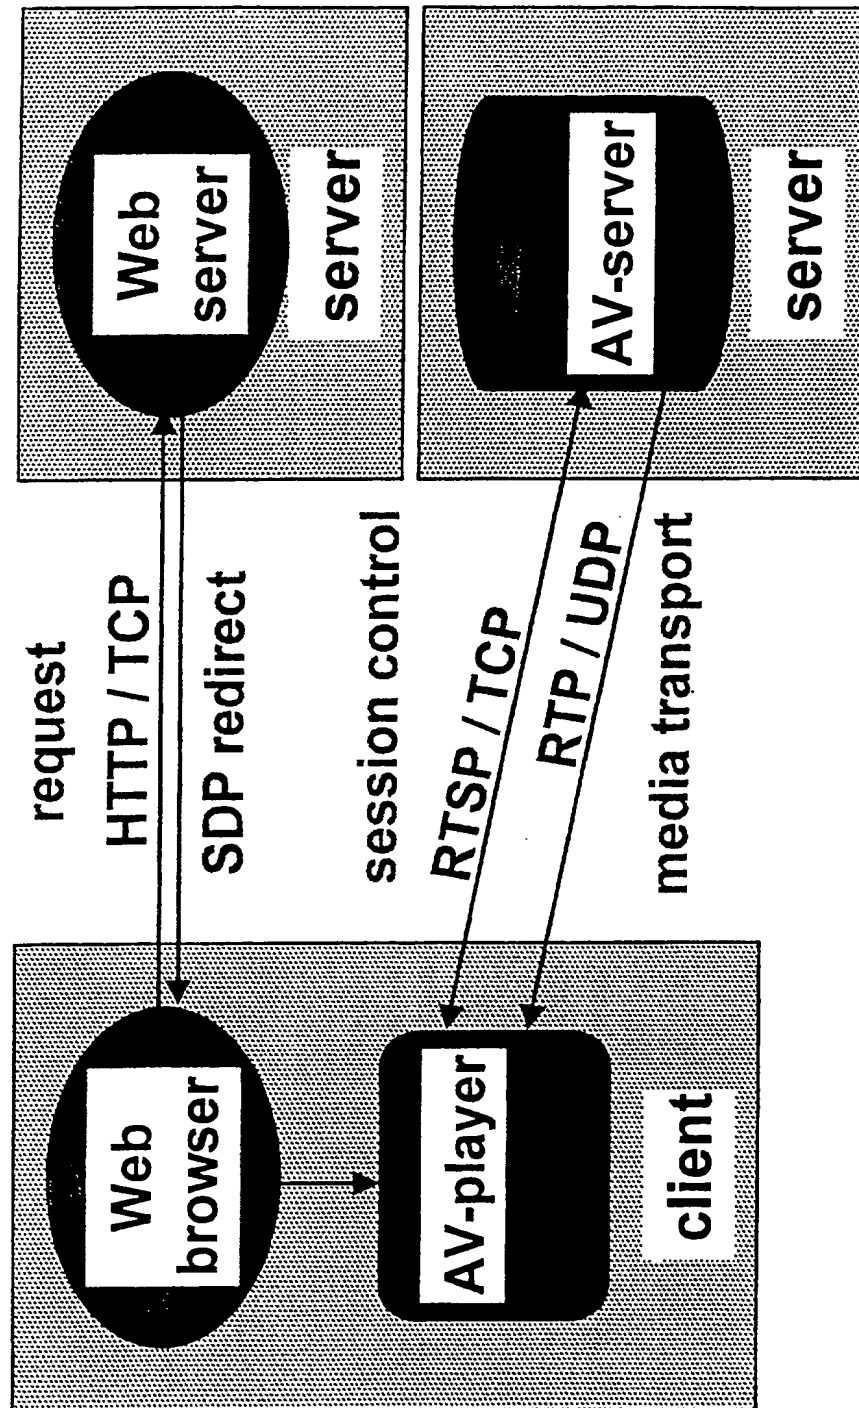 Web
browser
AV-player
client
request
HTTP / TCP
SDP redirect
session control
RTSP / TCP
RTP / UDP
media transport
Web
server
server
AV-server
server